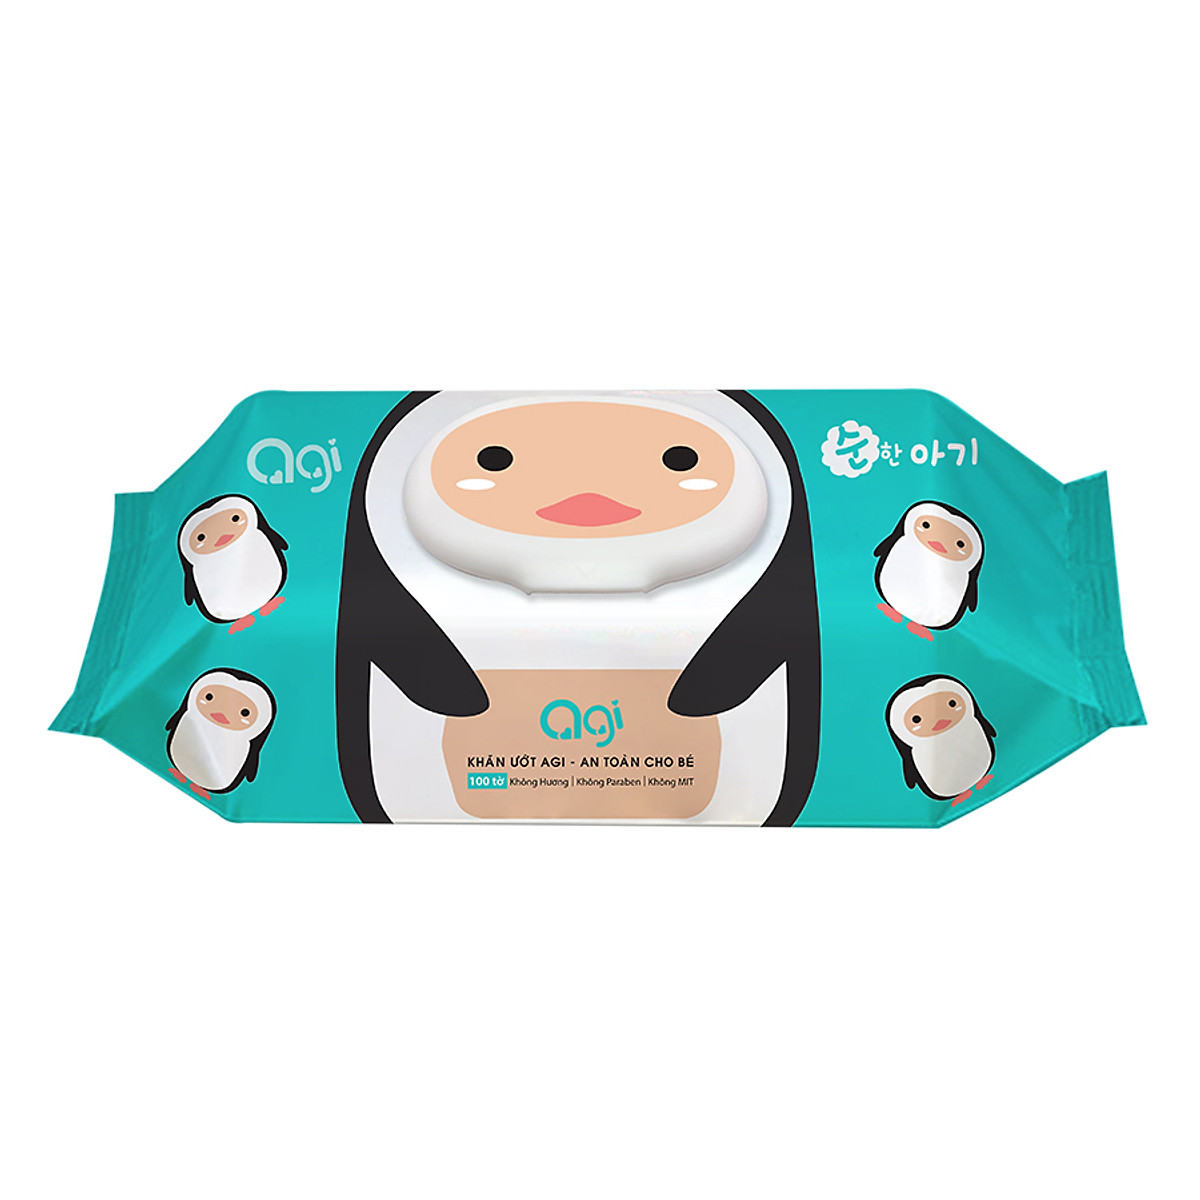 agi
순한 아기
agi
KHĂN ƯỚT AGI - AN TOÀN CHO BÉ
100 tờ Không Hương | Không Paraben | Không MIT